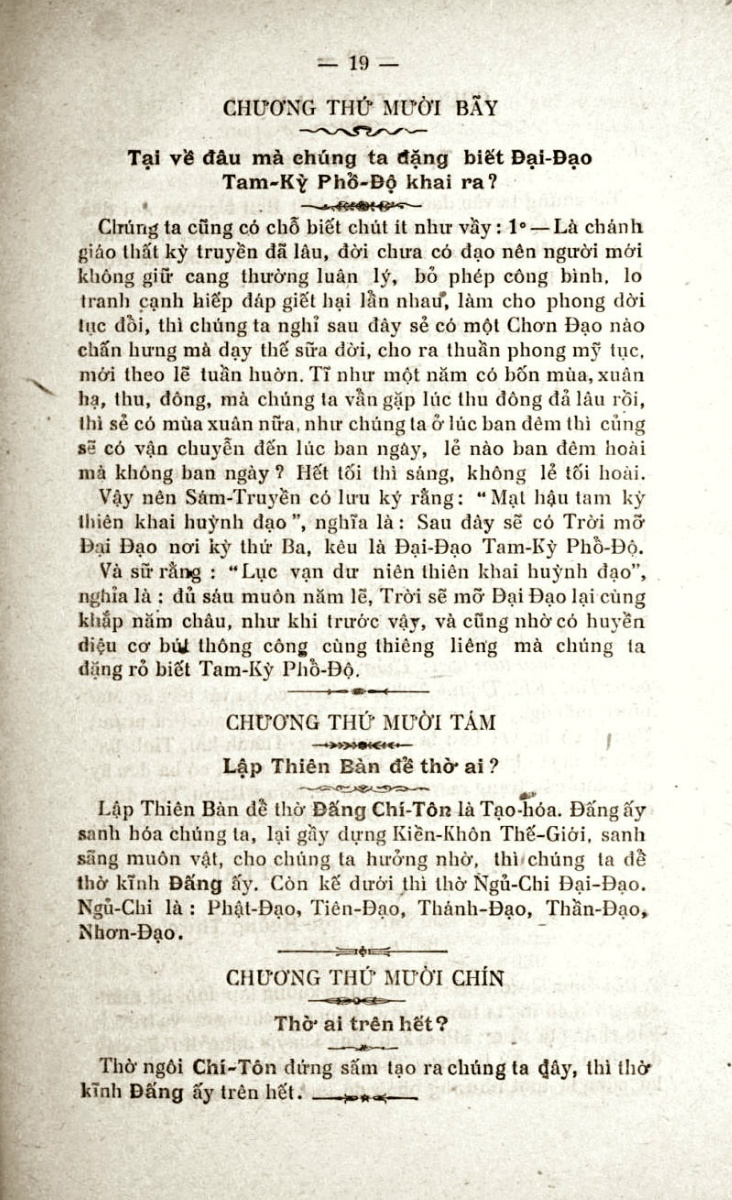 — 19 —
CHƯƠNG THỨ MƯỜI BẢY
Tại về đâu mà chúng ta đặng biết Đại-Đạo
Tam-Kỳ Phổ-Độ khai ra?
Chúng ta cũng có chỗ biết chút ít như vầy: 1º — Là chánh
giáo thất kỳ truyền đã lâu, đời chưa có đạo nên người mới
không giữ cang thường luân lý, bỏ phép công bình, lo
tranh cạnh hiếp đáp giết hại lẫn nhau, làm cho phong dời
tục đổi, thì chúng ta nghỉ sau đây sẻ có một Chơn Đạo nào
chấn hưng mà dạy thế sữa đời, cho ra thuần phong mỹ tục,
mới theo lẽ tuần huờn. Tĩ như một năm có bốn mùa, xuân
hạ, thu, đông, mà chúng ta vẫn gặp lúc thu đông đả lâu rồi,
thì sẻ có mùa xuân nữa, như chúng ta ở lúc ban đêm thì củng
sẽ có vận chuyễn đến lúc ban ngày, lẻ nào ban đêm hoài
mà không ban ngày? Hết tối thì sáng, không lẻ tối hoài.
Vậy nên Sám-Truyền có lưu ký rằng: “Mạt hậu tam kỳ
thiên khai huỳnh đạo”, nghĩa là: Sau đây sẽ có Trời mỡ
Đại Đạo nơi kỳ thứ Ba, kêu là Đại-Đạo Tam-Kỳ Phổ-Độ.
Và sữ rằng : “Lục vạn dư niên thiên khai huỳnh đạo”,
nghỉa là : đủ sáu muôn năm lẽ, Trời sẽ mỡ Đại Đạo lại cùng
khắp năm châu, như khi trước vậy, và cũng nhờ có huyền
diệu cơ bút thông công cùng thiêng liêng mà chúng ta
đặng rỏ biết Tam-Kỳ Phổ-Độ.
CHƯƠNG THỨ MƯỜI TÁM
Lập Thiên Bàn để thờ ai?
Lập Thiên Bàn để thờ Đấng Chí-Tôn là Tạo-hóa. Đấng ấy
sanh hóa chúng ta, lại gầy dựng Kiền-Khôn Thế-Giới, sanh
sãng muôn vật, cho chúng ta hưởng nhờ, thì chúng ta để
thờ kĩnh Đấng ấy. Còn kế dưới thì thờ Ngủ-Chi Đại-Đạo.
Ngủ-Chi là : Phật-Đạo, Tiên-Đạo, Thánh-Đạo, Thần-Đạo,
Nhơn-Đạo.
CHƯƠNG THỨ MƯỜI CHÍN
Thờ ai trên hết?
Thờ ngôi Chí-Tôn đứng sấm tạo ra chúng ta đây, thì thờ
kĩnh Đấng ấy trên hết.